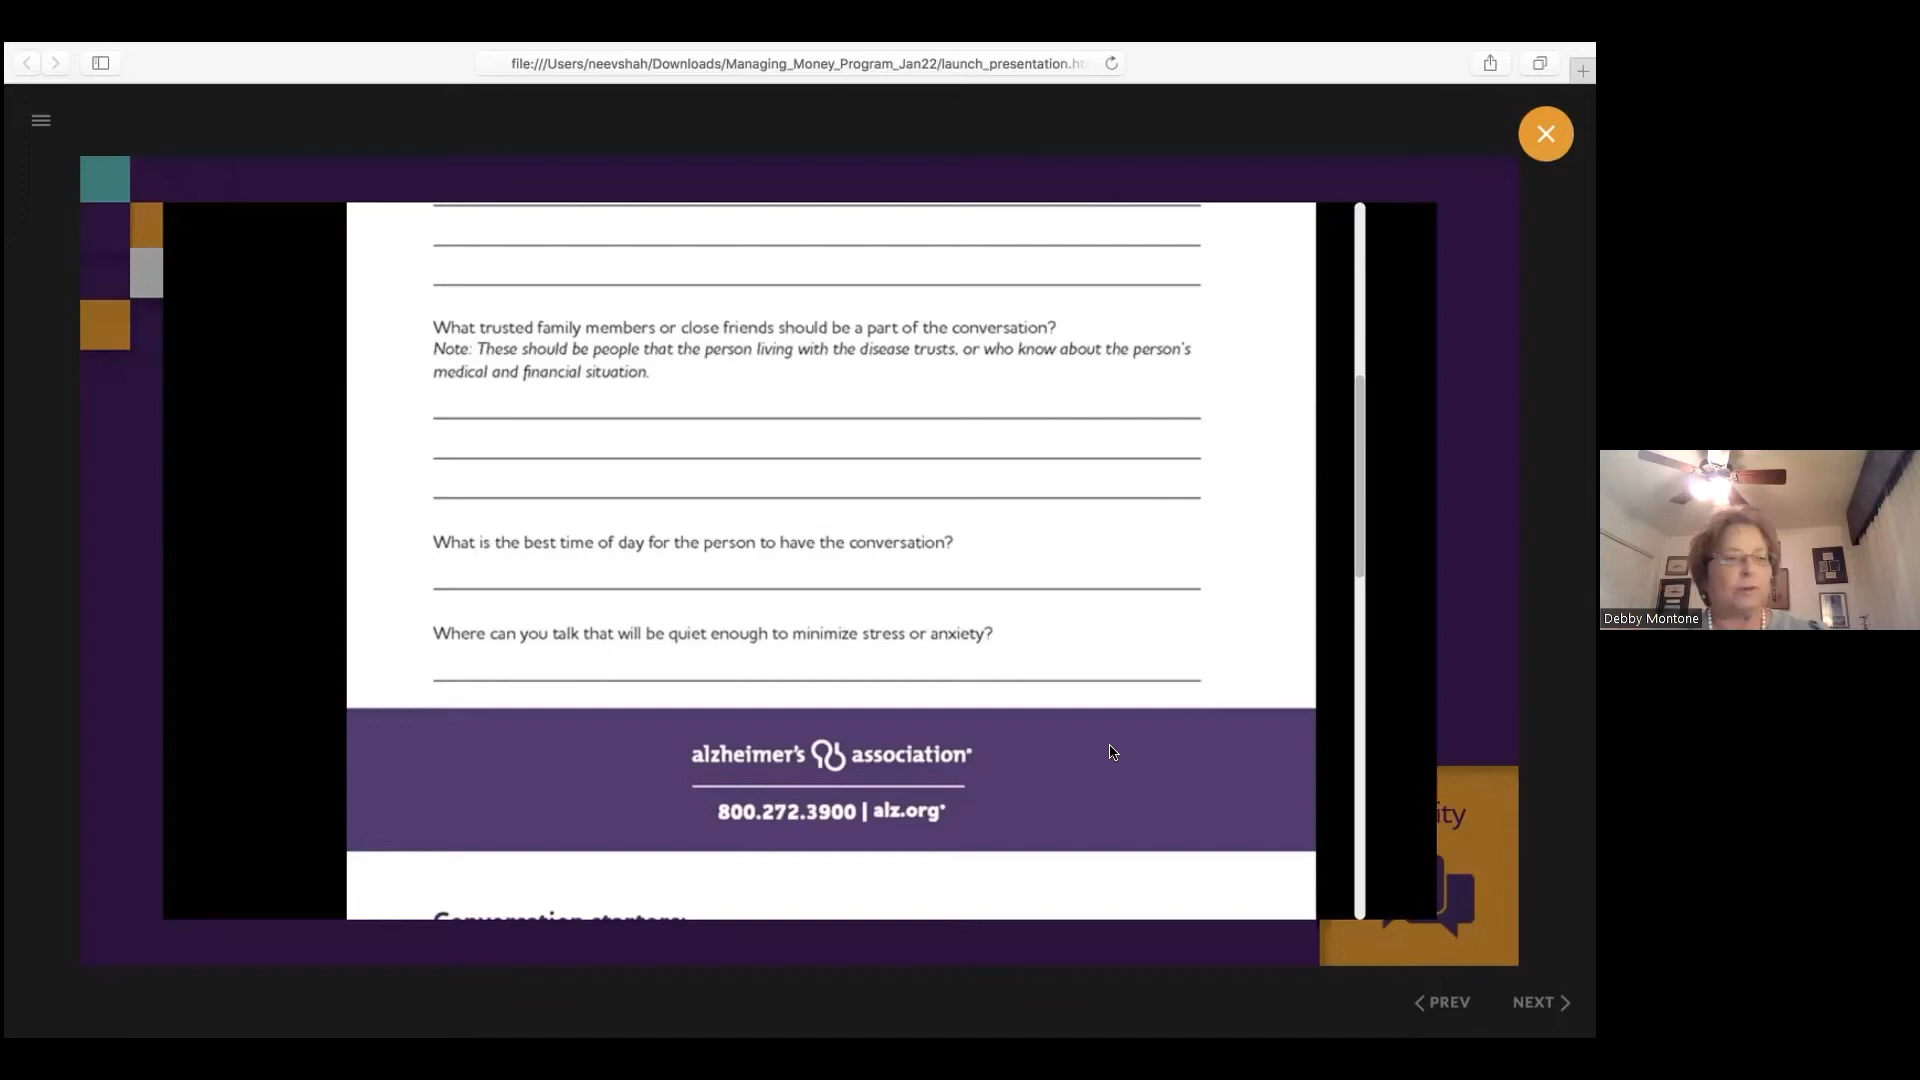 file:///Users/neevshah/Downloads/Managing_Money_Program_Jan22/launch_presentation.ht
What trusted family members or close friends should be a part of the conversation?
Note: These should be people that the person living with the disease trusts, or who know about the person's
medical and financial situation.
What is the best time of day for the person to have the conversation?
Where can you talk that will be quiet enough to minimize stress or anxiety?
alzheimer's association®
800.272.3900 | alz.org®
Conversation starters:
ity
PREV
NEXT
Debby Montone